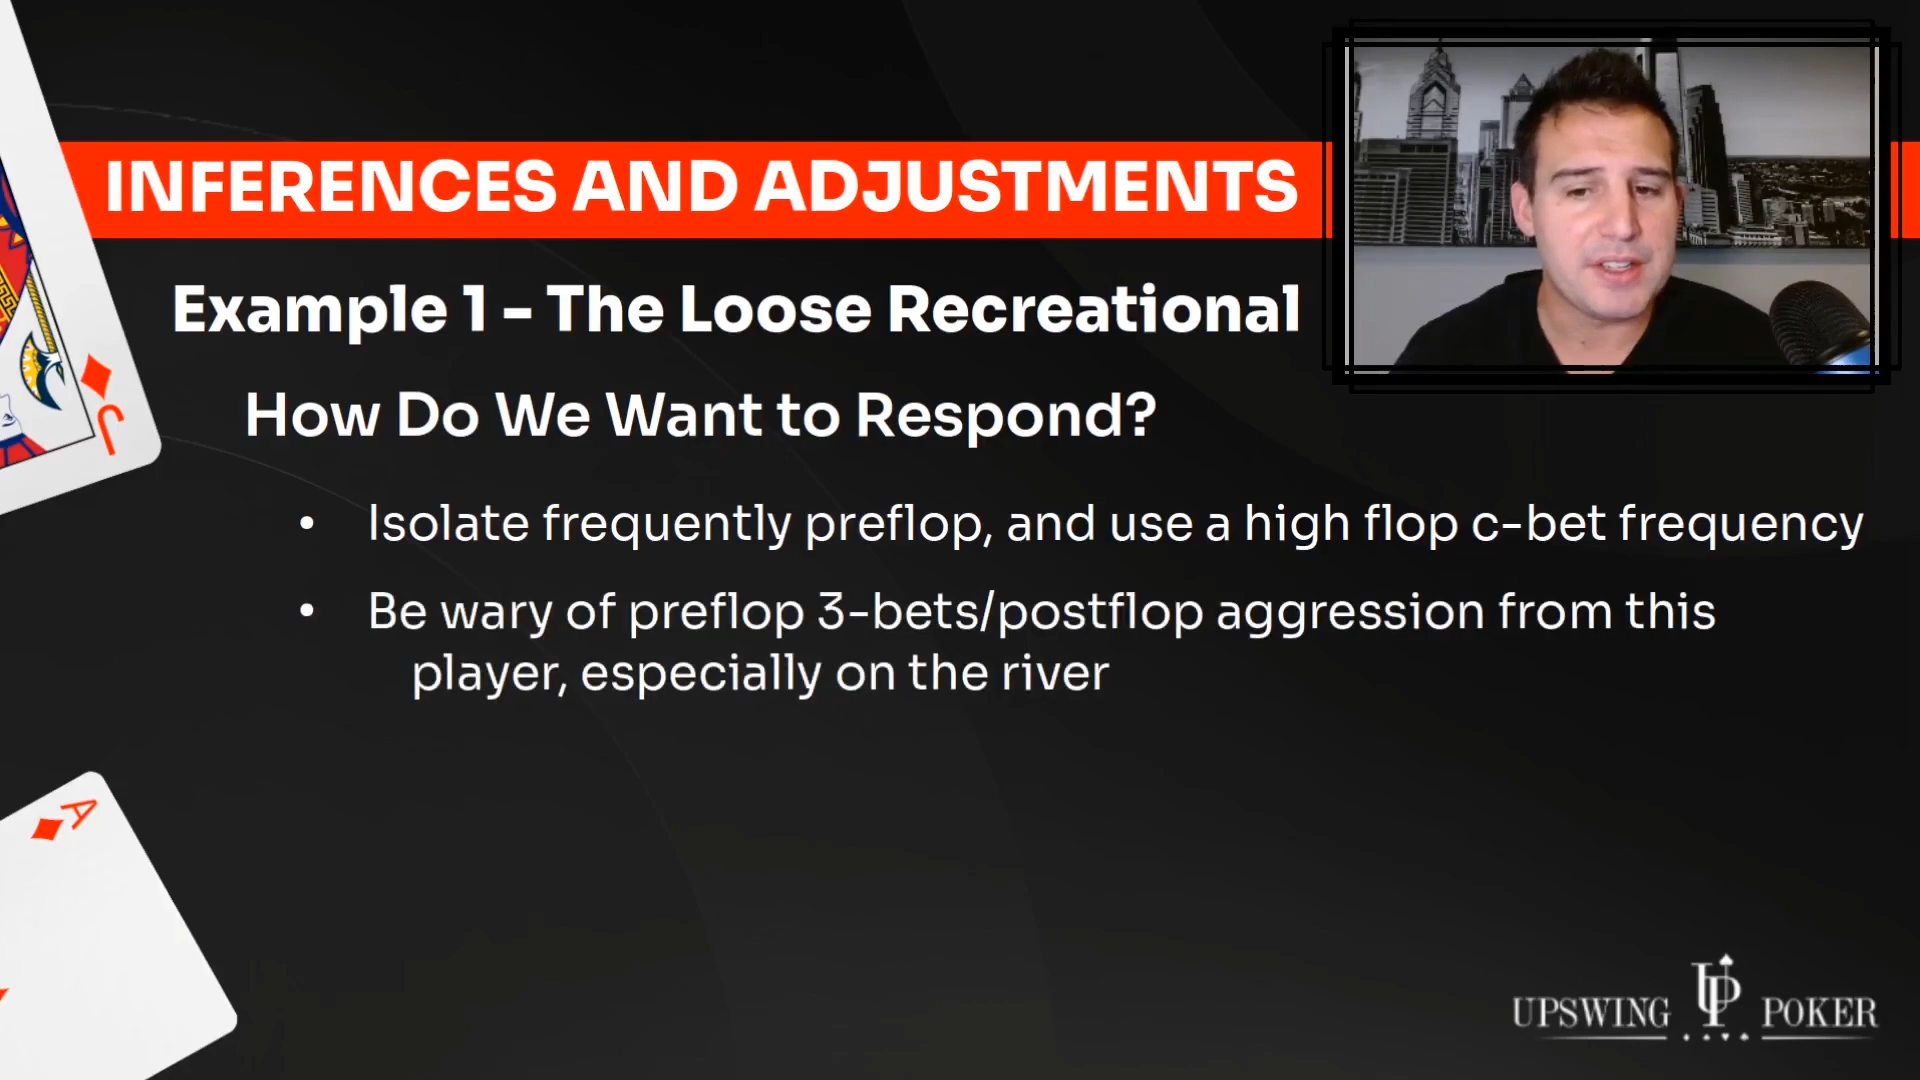 INFERENCES AND ADJUSTMENTS
Example 1 - The Loose Recreational
How Do We Want to Respond?
• Isolate frequently preflop, and use a high flop c-bet frequency
• Be wary of preflop 3-bets/postflop aggression from this
player, especially on the river
J
A
UPSWING UP POKER